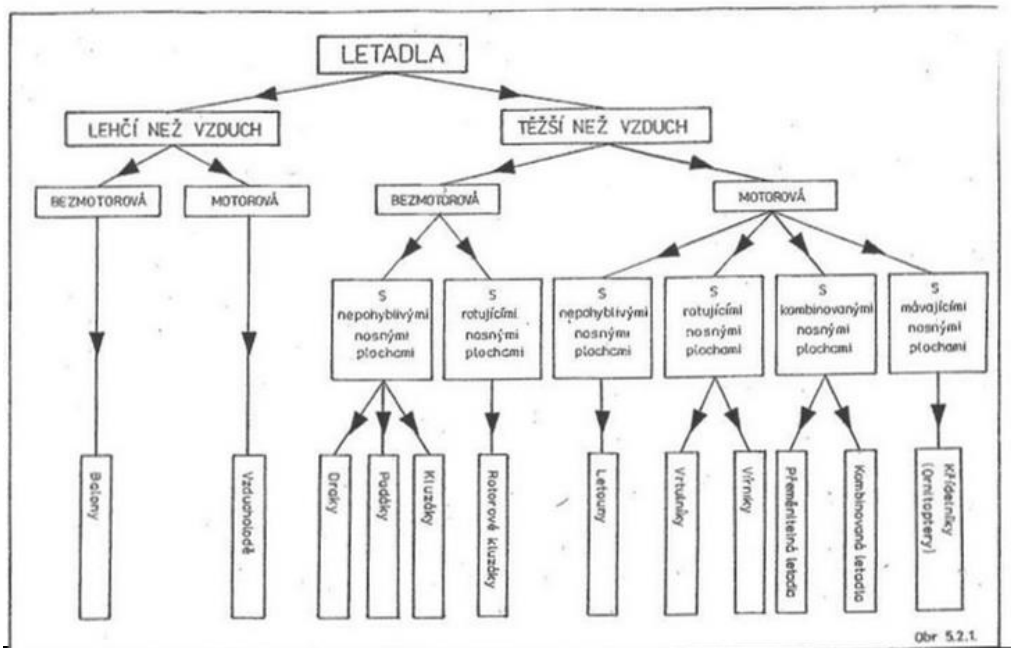 LETADLA
LEHČÍ NEŽ VZDUCH
TĚŽŠÍ NEŽ VZDUCH
BEZMOTOROVÁ
MOTOROVÁ
BEZMOTOROVÁ
MOTOROVÁ
S
nepohyblivými
nosnými
plochami
S
rotujícími
nosnými
plochami
S
nepohyblivými
nosnými
plochami
S
rotujícími
nosnými
plochami
S
kombinovanými
nosnými
plochami
S
mávajícími
nosnými
plochami
Balony
Vzducholodě
Draky
Padáky
Kluzáky
Rotorové kluzáky
Letouny
Vrtulníky
Vírníky
Přeměnitelná letadla
Kombinovaná letadla
Křídelníky
(Ornitoptery)
Obr 5.2.1.